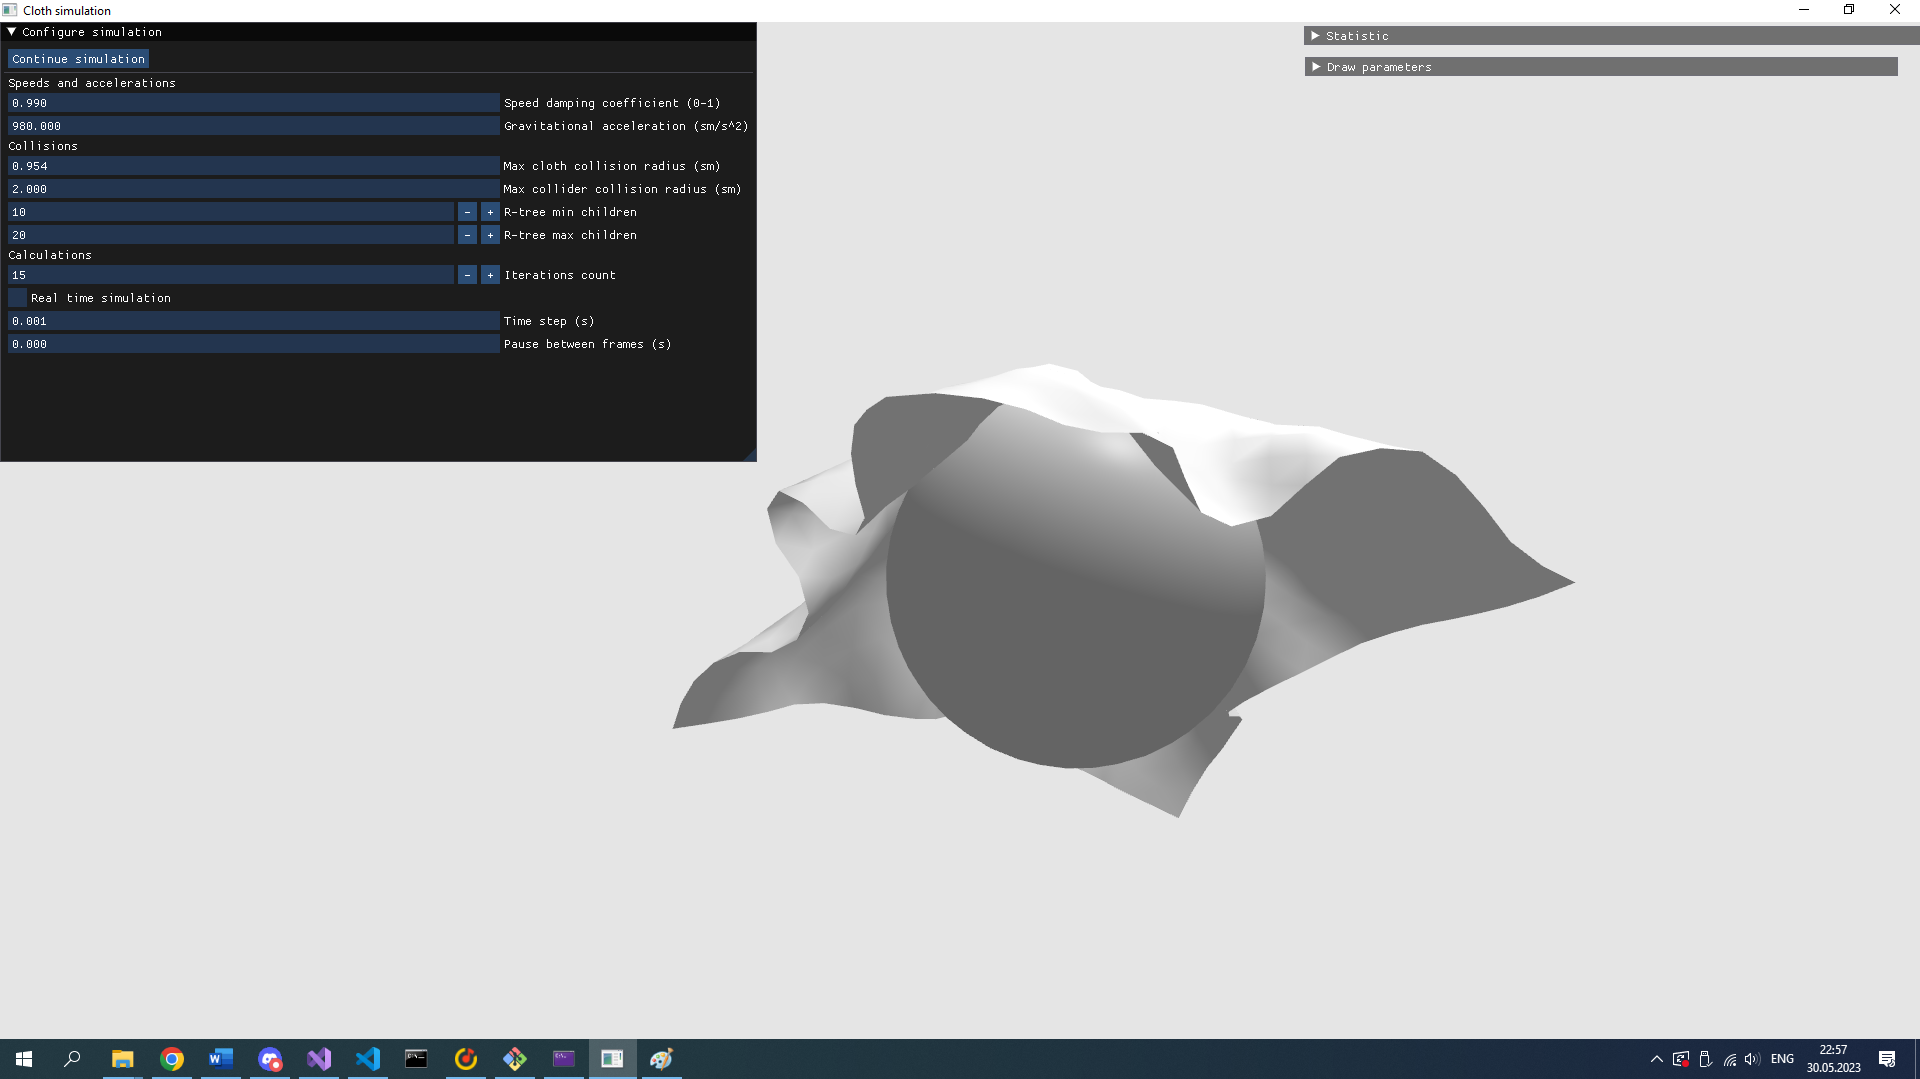 Cloth simulation
Configure simulation
Continue simulation
Speeds and accelerations
0.990 Speed damping coefficient (0-1)
980.000 Gravitational acceleration (sm/s^2)
Collisions
0.954 Max cloth collision radius (sm)
2.000 Max collider collision radius (sm)
10 - + R-tree min children
20 - + R-tree max children
Calculations
15 - + Iterations count
Real time simulation
0.001 Time step (s)
0.000 Pause between frames (s)
Statistic
Draw parameters
ENG
22:57
30.05.2023